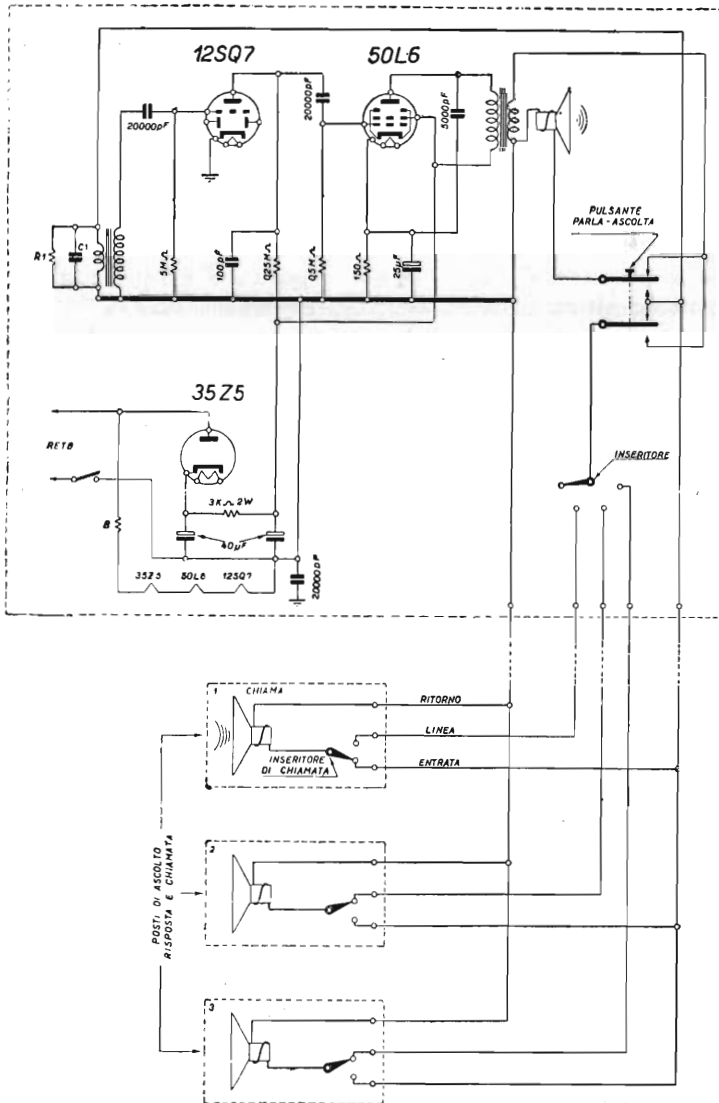 12SQ7
50L6
20000pF
20000pF
5000pF
PULSANTE
PARLA-ASCOLTA
R1
C1
5MΩ
100pF
0,25MΩ
0,5MΩ
150Ω
25µF
35Z5
RETE
INSERITORE
3KΩ 2W
B
40µF
20000pF
35Z5
50L6
12SQ7
1
CHIAMA
RITORNO
LINEA
INSERITORE
DI CHIAMATA
ENTRATA
2
POSTI DI ASCOLTO
RISPOSTA E CHIAMATA
3